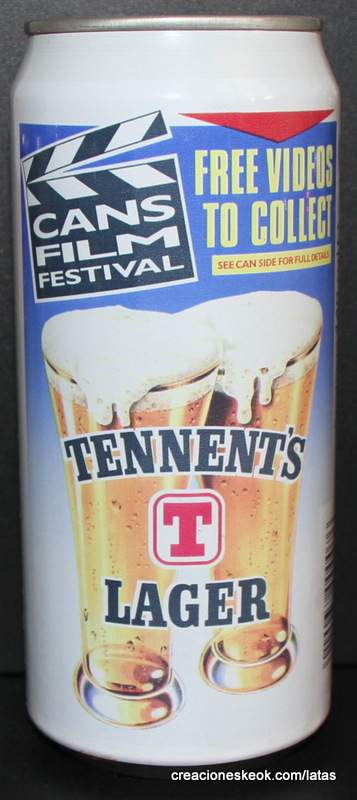 CANS
FILM
FESTIVAL
FREE VIDEOS
TO COLLECT
SEE CAN SIDE FOR FULL DETAILS
TENNENT'S
T
LAGER
creacioneskeok.com/latas